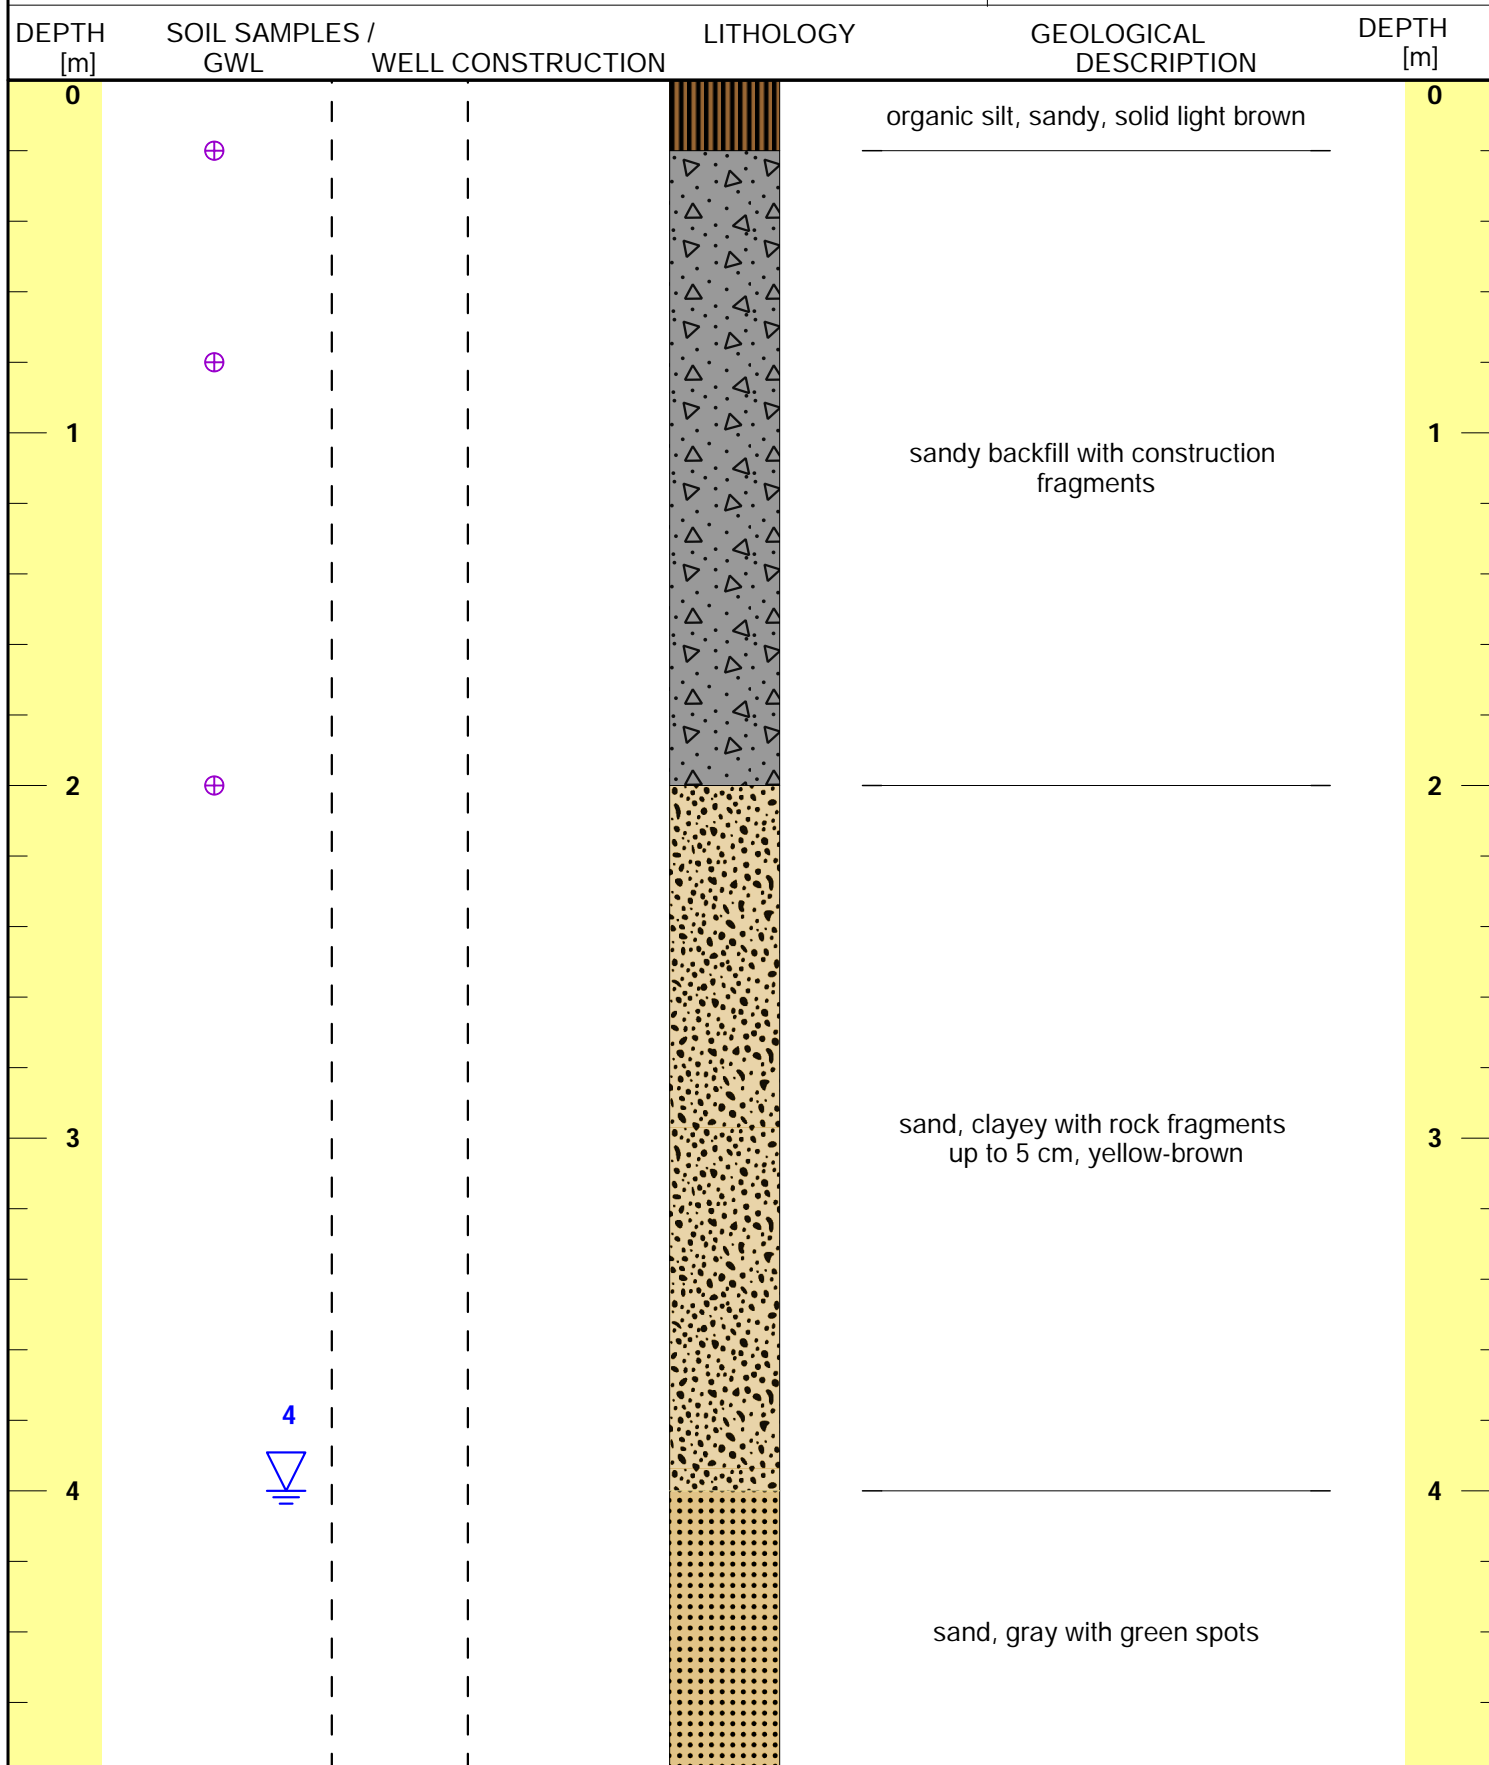 DEPTH
[m]
SOIL SAMPLES /
GWL
WELL CONSTRUCTION
LITHOLOGY
GEOLOGICAL
DESCRIPTION
DEPTH
[m]
0
organic silt, sandy, solid light brown
0
1
sandy backfill with construction
fragments
1
2
2
3
sand, clayey with rock fragments
up to 5 cm, yellow-brown
3
4
4
4
sand, gray with green spots